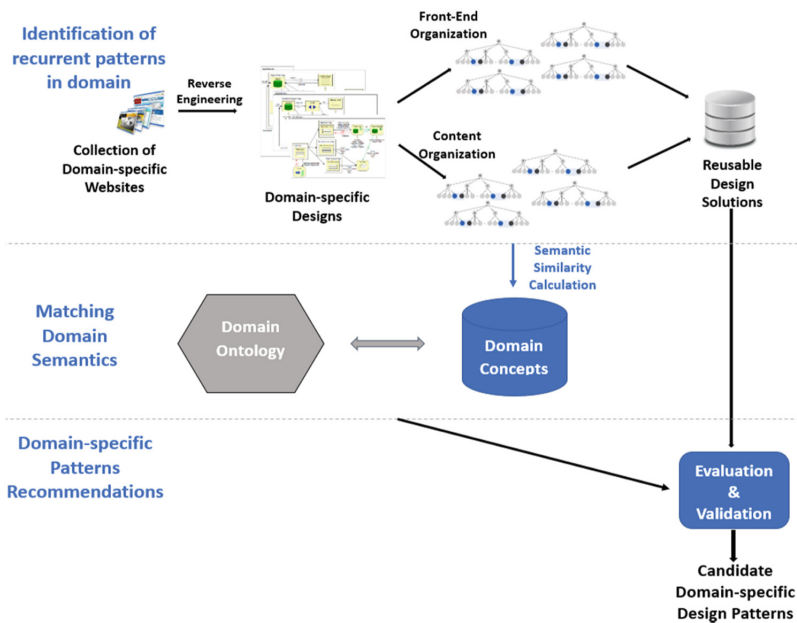 Identification of
recurrent patterns
in domain
Reverse
Engineering
Collection of
Domain-specific
Websites
Domain-specific
Designs
Front-End
Organization
Content
Organization
Reusable
Design
Solutions
Semantic
Similarity
Calculation
Matching
Domain
Semantics
Domain
Ontology
Domain
Concepts
Domain-specific
Patterns
Recommendations
Evaluation
&
Validation
Candidate
Domain-specific
Design Patterns